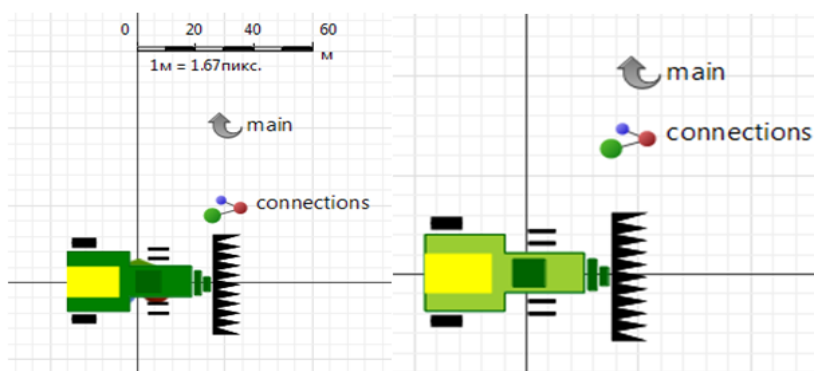 0 20 40 60
м
1м = 1.67пикс.
main
connections
main
connections